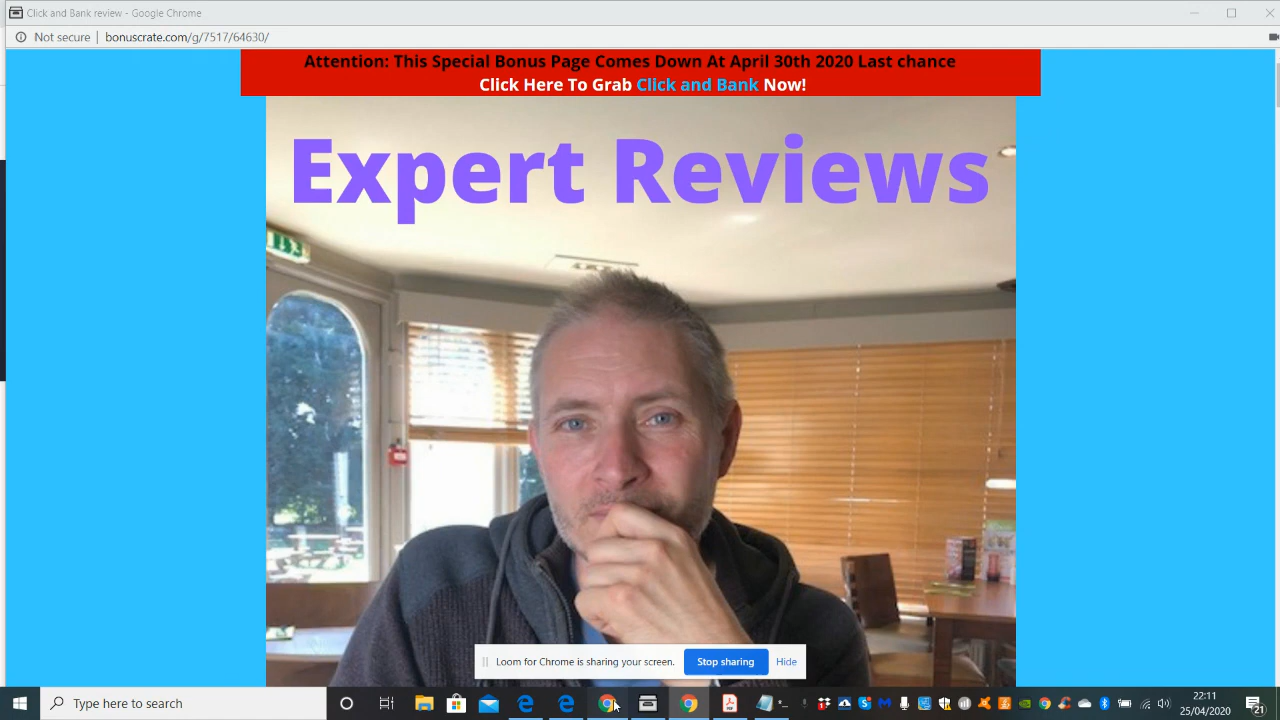 Click and Bank review - Google Chrome
Not secure | bonuscrate.com/g/7517/64630/
Attention: This Special Bonus Page Comes Down At April 30th 2020 Last chance
Click Here To Grab Click and Bank Now!
Expert Reviews
Loom for Chrome is sharing your screen. Stop sharing Hide
Type here to search
22:11
25/04/2020
21